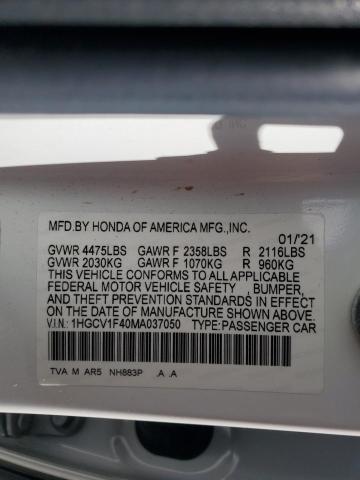 MFD.BY HONDA OF AMERICA MFG.,INC.
01/'21
GVWR 4475LBS GAWR F 2358LBS R 2116LBS
GVWR 2030KG GAWR F 1070KG R 960KG
THIS VEHICLE CONFORMS TO ALL APPLICABLE
FEDERAL MOTOR VEHICLE SAFETY , BUMPER,
AND THEFT PREVENTION STANDARDS IN EFFECT
ON THE DATE OF MANUFACTURE SHOWN ABOVE.
V.I.N.:1HGCV1F40MA037050 TYPE:PASSENGER CAR
TVA M AR5 NH883P .A .A